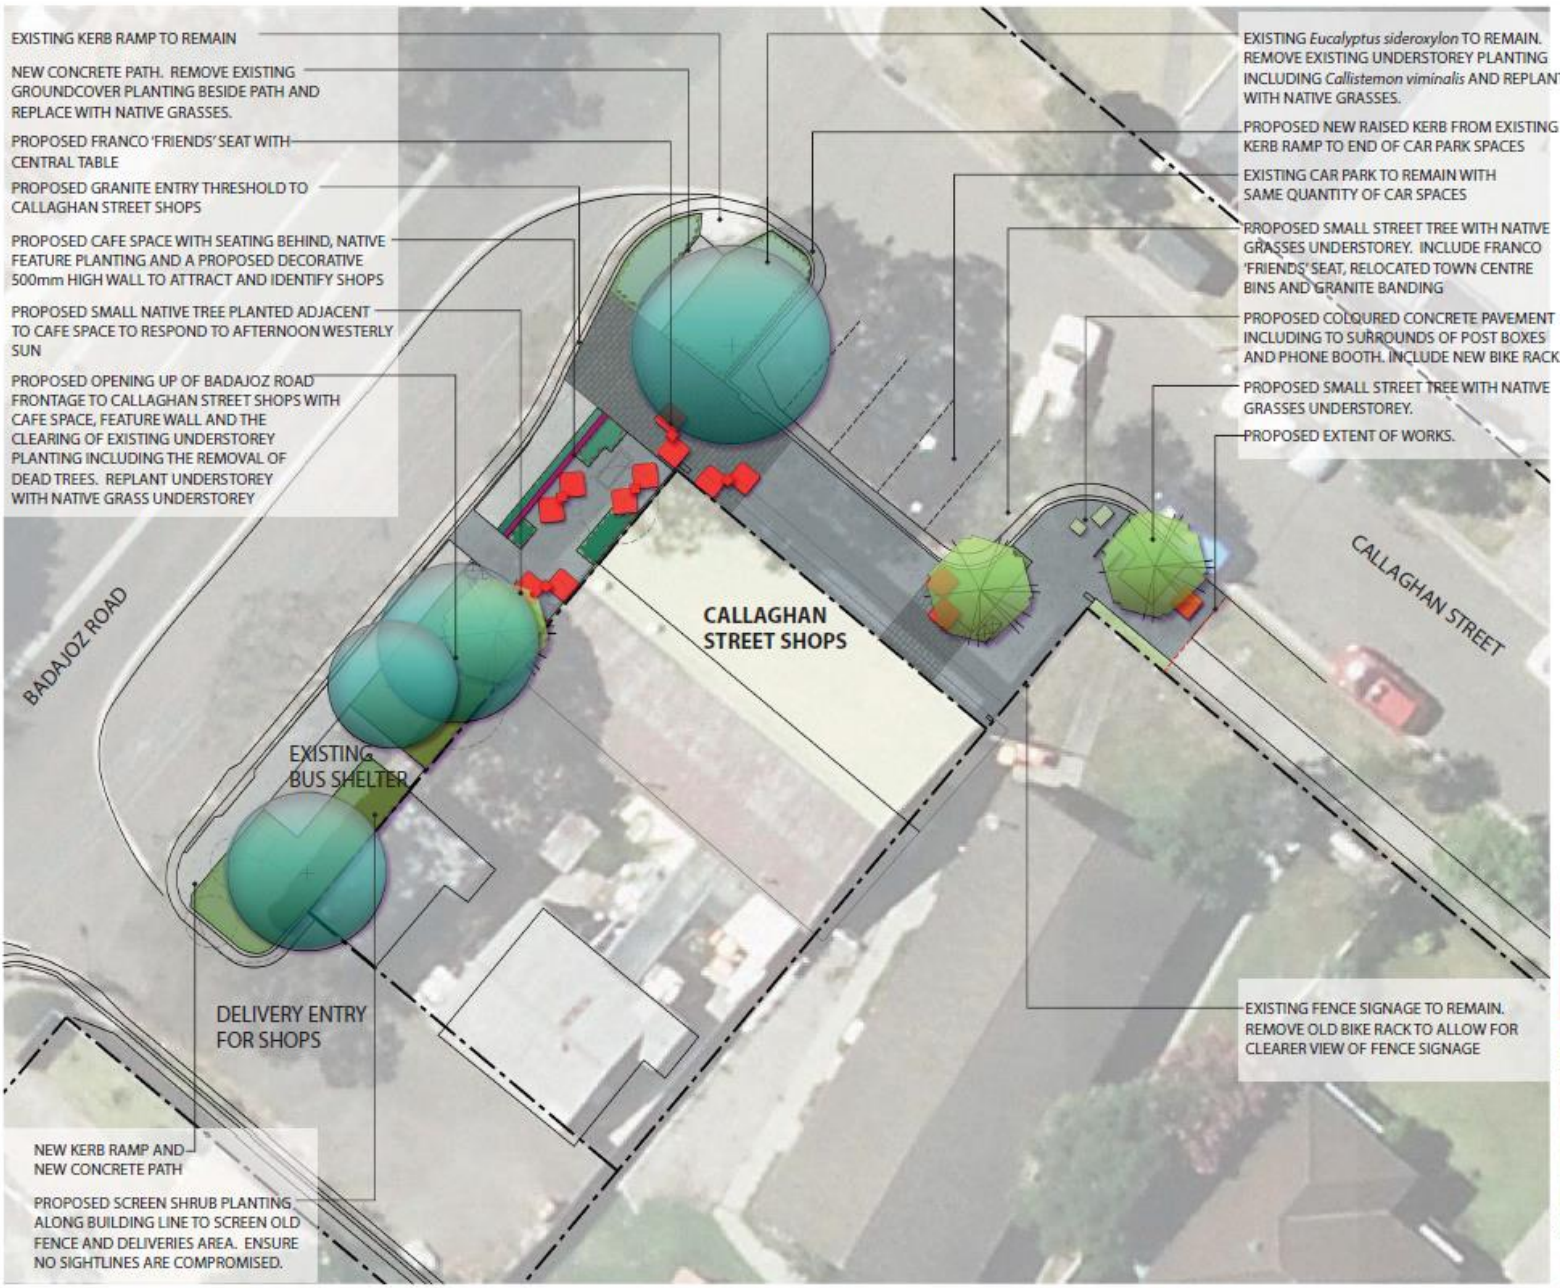 EXISTING KERB RAMP TO REMAIN
NEW CONCRETE PATH. REMOVE EXISTING
GROUNDCOVER PLANTING BESIDE PATH AND
REPLACE WITH NATIVE GRASSES.
PROPOSED FRANCO 'FRIENDS' SEAT WITH
CENTRAL TABLE
PROPOSED GRANITE ENTRY THRESHOLD TO
CALLAGHAN STREET SHOPS
PROPOSED CAFE SPACE WITH SEATING BEHIND, NATIVE
FEATURE PLANTING AND A PROPOSED DECORATIVE
500mm HIGH WALL TO ATTRACT AND IDENTIFY SHOPS
PROPOSED SMALL NATIVE TREE PLANTED ADJACENT
TO CAFE SPACE TO RESPOND TO AFTERNOON WESTERLY
SUN
PROPOSED OPENING UP OF BADAJOZ ROAD
FRONTAGE TO CALLAGHAN STREET SHOPS WITH
CAFE SPACE, FEATURE WALL AND THE
CLEARING OF EXISTING UNDERSTOREY
PLANTING INCLUDING THE REMOVAL OF
DEAD TREES. REPLANT UNDERSTOREY
WITH NATIVE GRASS UNDERSTOREY
EXISTING Eucalyptus sideroxylon TO REMAIN.
REMOVE EXISTING UNDERSTOREY PLANTING
INCLUDING Callistemon viminalis AND REPLANT
WITH NATIVE GRASSES.
PROPOSED NEW RAISED KERB FROM EXISTING
KERB RAMP TO END OF CAR PARK SPACES
EXISTING CAR PARK TO REMAIN WITH
SAME QUANTITY OF CAR SPACES
PROPOSED SMALL STREET TREE WITH NATIVE
GRASSES UNDERSTOREY. INCLUDE FRANCO
'FRIENDS' SEAT, RELOCATED TOWN CENTRE
BINS AND GRANITE BANDING
PROPOSED COLOURED CONCRETE PAVEMENT
INCLUDING TO SURROUNDS OF POST BOXES
AND PHONE BOOTH. INCLUDE NEW BIKE RACK
PROPOSED SMALL STREET TREE WITH NATIVE
GRASSES UNDERSTOREY.
PROPOSED EXTENT OF WORKS.
BADAJOZ ROAD
CALLAGHAN
STREET SHOPS
CALLAGHAN STREET
EXISTING
BUS SHELTER
DELIVERY ENTRY
FOR SHOPS
EXISTING FENCE SIGNAGE TO REMAIN.
REMOVE OLD BIKE RACK TO ALLOW FOR
CLEARER VIEW OF FENCE SIGNAGE
NEW KERB RAMP AND
NEW CONCRETE PATH
PROPOSED SCREEN SHRUB PLANTING
ALONG BUILDING LINE TO SCREEN OLD
FENCE AND DELIVERIES AREA. ENSURE
NO SIGHTLINES ARE COMPROMISED.